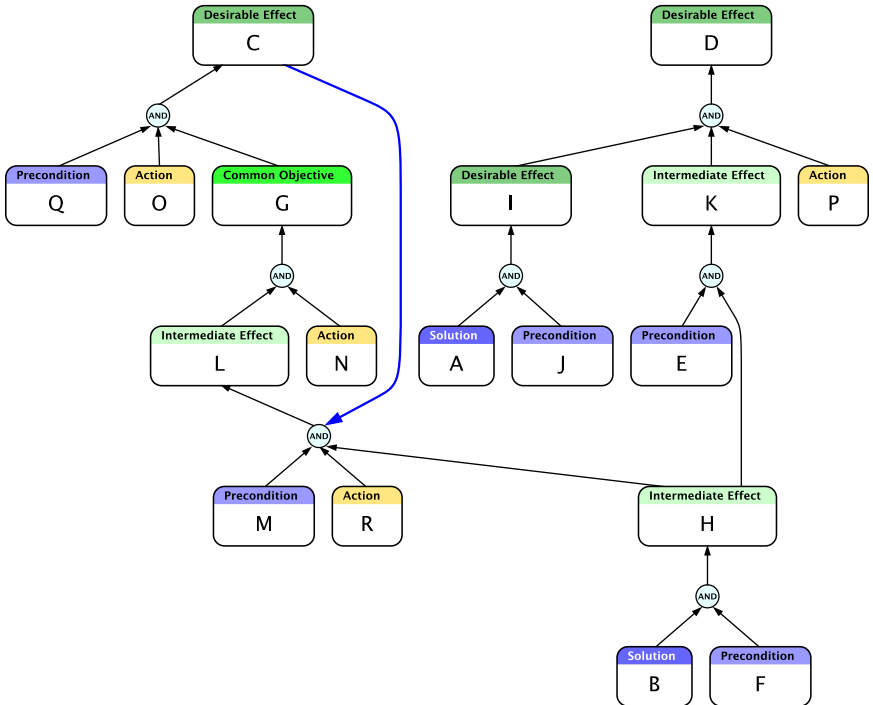 Desirable Effect
C
Desirable Effect
D
AND
AND
Precondition
Q
Action
O
Common Objective
G
Desirable Effect
I
Intermediate Effect
K
Action
P
AND
AND
AND
Intermediate Effect
L
Action
N
Solution
A
Precondition
J
Precondition
E
AND
Precondition
M
Action
R
Intermediate Effect
H
AND
Solution
B
Precondition
F